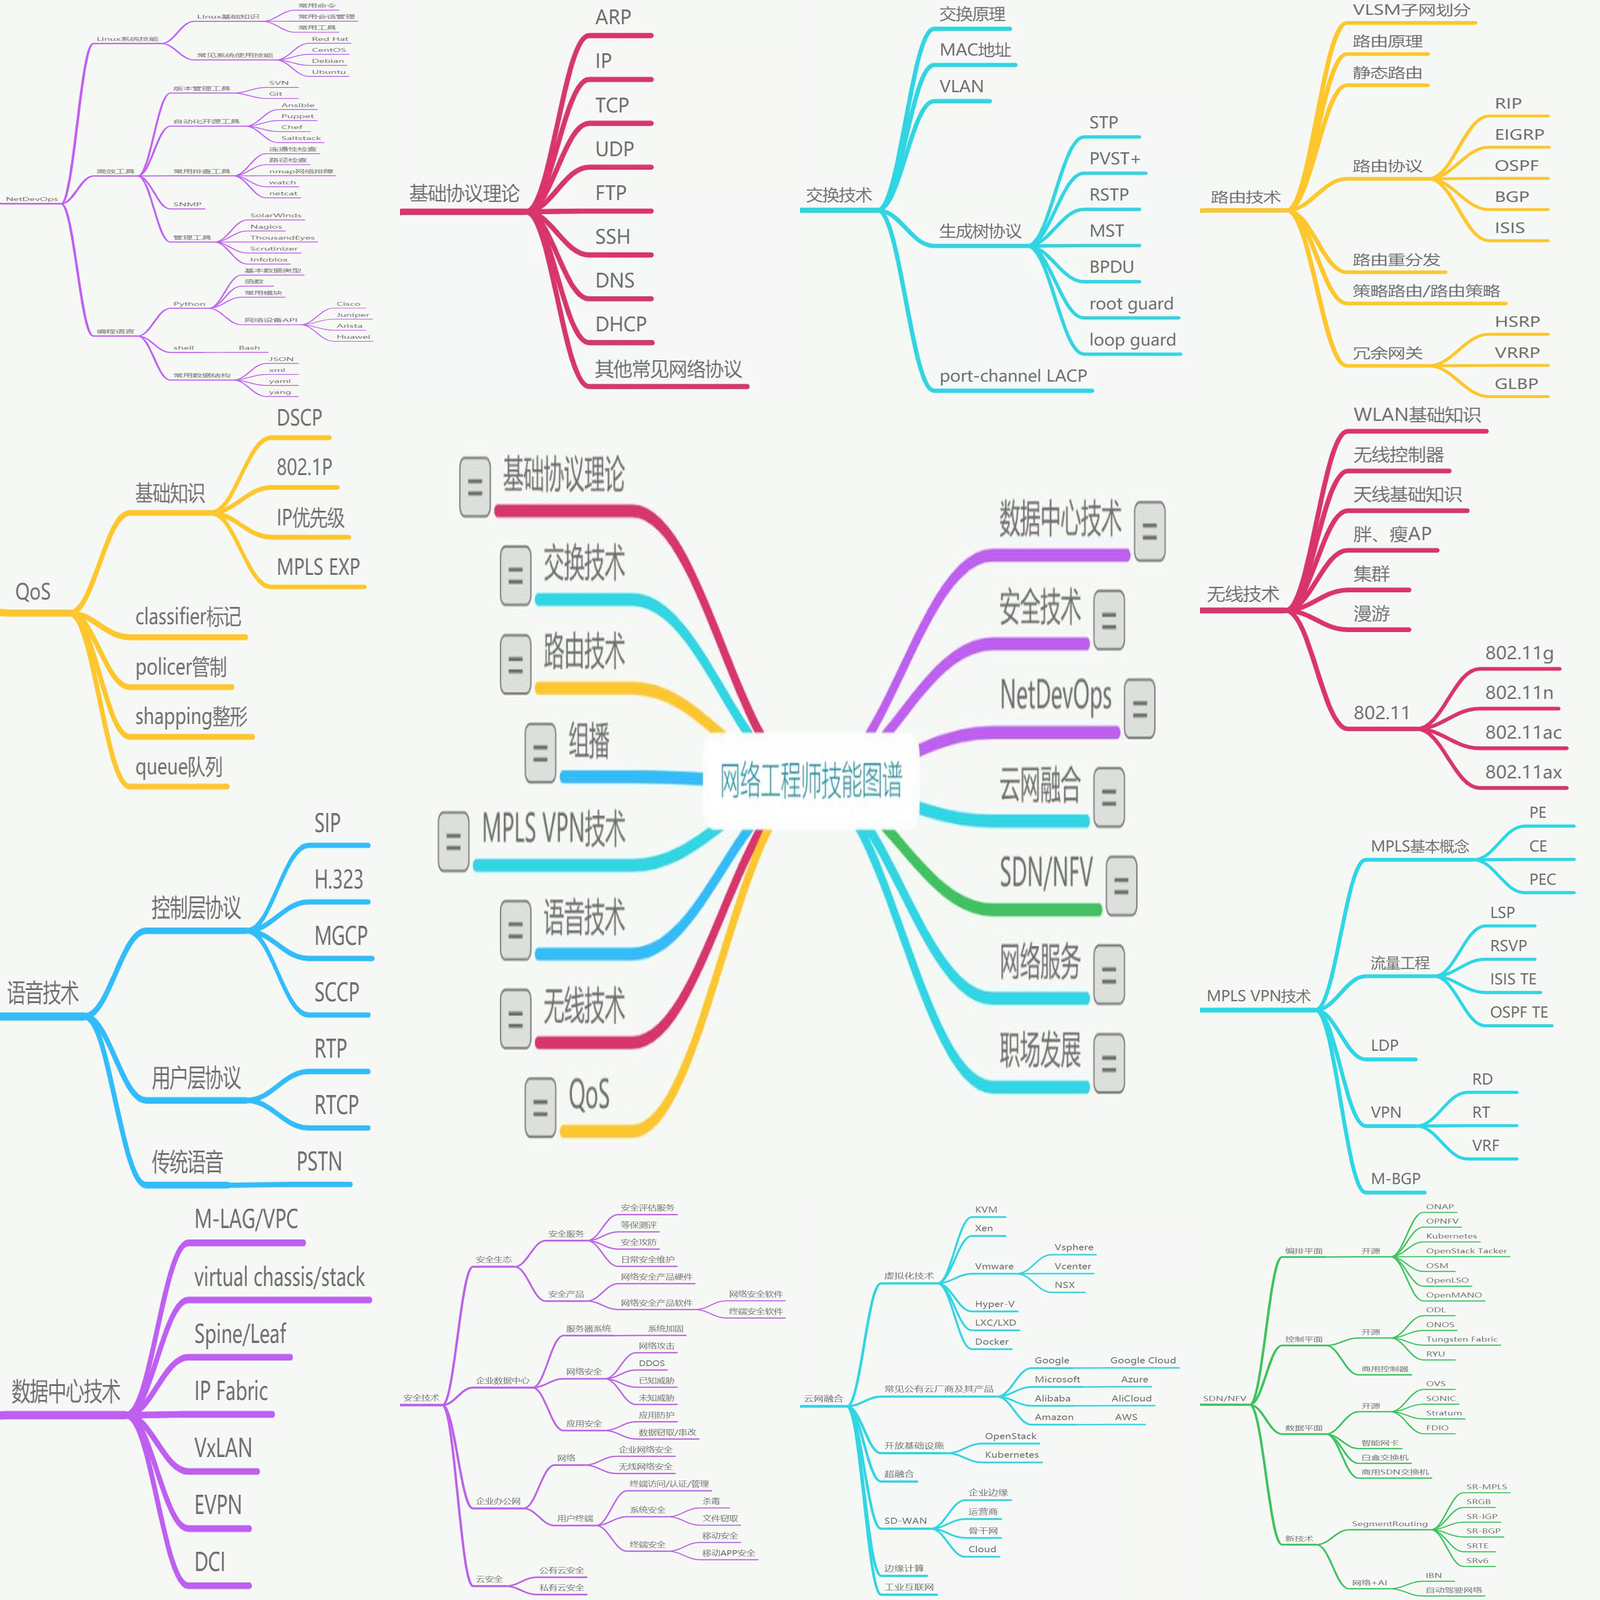 Linux系统技能
Linux基础知识
常用命令
常用会话管理
常用工具
常见系统使用技能
Red Hat
CentOS
Debian
Ubuntu
NetDevOps
高效工具
版本管理工具
SVN
Git
自动化开源工具
Ansible
Puppet
Chef
Saltstack
常用排查工具
连通性检查
路径检查
nmap网络排障
watch
netcat
SNMP
管理工具
SolarWinds
Nagios
ThousandEyes
Scrutinizer
Infoblox
编程语言
Python
基本数据类型
函数
常用模块
网络设备API
Cisco
Juniper
Arista
Huawei
shell
Bash
常用数据结构
JSON
xml
yaml
yang
基础协议理论
ARP
IP
TCP
UDP
FTP
SSH
DNS
DHCP
其他常见网络协议
交换技术
交换原理
MAC地址
VLAN
生成树协议
STP
PVST+
RSTP
MST
BPDU
root guard
loop guard
port-channel LACP
路由技术
VLSM子网划分
路由原理
静态路由
路由协议
RIP
EIGRP
OSPF
BGP
ISIS
路由重分发
策略路由/路由策略
冗余网关
HSRP
VRRP
GLBP
QoS
基础知识
DSCP
802.1P
IP优先级
MPLS EXP
classifier标记
policer管制
shapping整形
queue队列
网络工程师技能图谱
基础协议理论
交换技术
路由技术
组播
MPLS VPN技术
语音技术
无线技术
QoS
数据中心技术
安全技术
NetDevOps
云网融合
SDN/NFV
网络服务
职场发展
无线技术
WLAN基础知识
无线控制器
天线基础知识
胖、瘦AP
集群
漫游
802.11
802.11g
802.11n
802.11ac
802.11ax
语音技术
控制层协议
SIP
H.323
MGCP
SCCP
用户层协议
RTP
RTCP
传统语音
PSTN
MPLS VPN技术
MPLS基本概念
PE
CE
PEC
流量工程
LSP
RSVP
ISIS TE
OSPF TE
LDP
VPN
RD
RT
VRF
M-BGP
数据中心技术
M-LAG/VPC
virtual chassis/stack
Spine/Leaf
IP Fabric
VxLAN
EVPN
DCI
安全技术
安全生态
安全服务
安全评估服务
等保测评
安全攻防
日常安全维护
安全产品
网络安全产品硬件
网络安全产品软件
网络安全软件
终端安全软件
企业数据中心
服务器系统
系统加固
网络安全
网络攻击
DDOS
已知威胁
未知威胁
应用安全
应用防护
数据窃取/串改
企业办公网
网络
企业网络安全
无线网络安全
用户终端
终端访问/认证/管理
系统安全
杀毒
文件窃取
终端安全
移动安全
移动APP安全
云安全
公有云安全
私有云安全
云网融合
虚拟化技术
KVM
Xen
Vmware
Vsphere
Vcenter
NSX
Hyper-V
LXC/LXD
Docker
常见公有云厂商及其产品
Google
Google Cloud
Microsoft
Azure
Alibaba
AliCloud
Amazon
AWS
开放基础设施
OpenStack
Kubernetes
超融合
SD-WAN
企业边缘
运营商
骨干网
Cloud
边缘计算
工业互联网
SDN/NFV
编排平面
开源
ONAP
OPNFV
Kubernetes
OpenStack Tacker
OSM
OpenLSO
OpenMANO
控制平面
开源
ODL
ONOS
Tungsten Fabric
RYU
商用控制器
数据平面
开源
OVS
SONIC
Stratum
FDIO
智能网卡
白盒交换机
商用SDN交换机
新技术
SegmentRouting
SR-MPLS
SRGB
SR-IGP
SR-BGP
SRTE
SRv6
网络+AI
IBN
自动驾驶网络